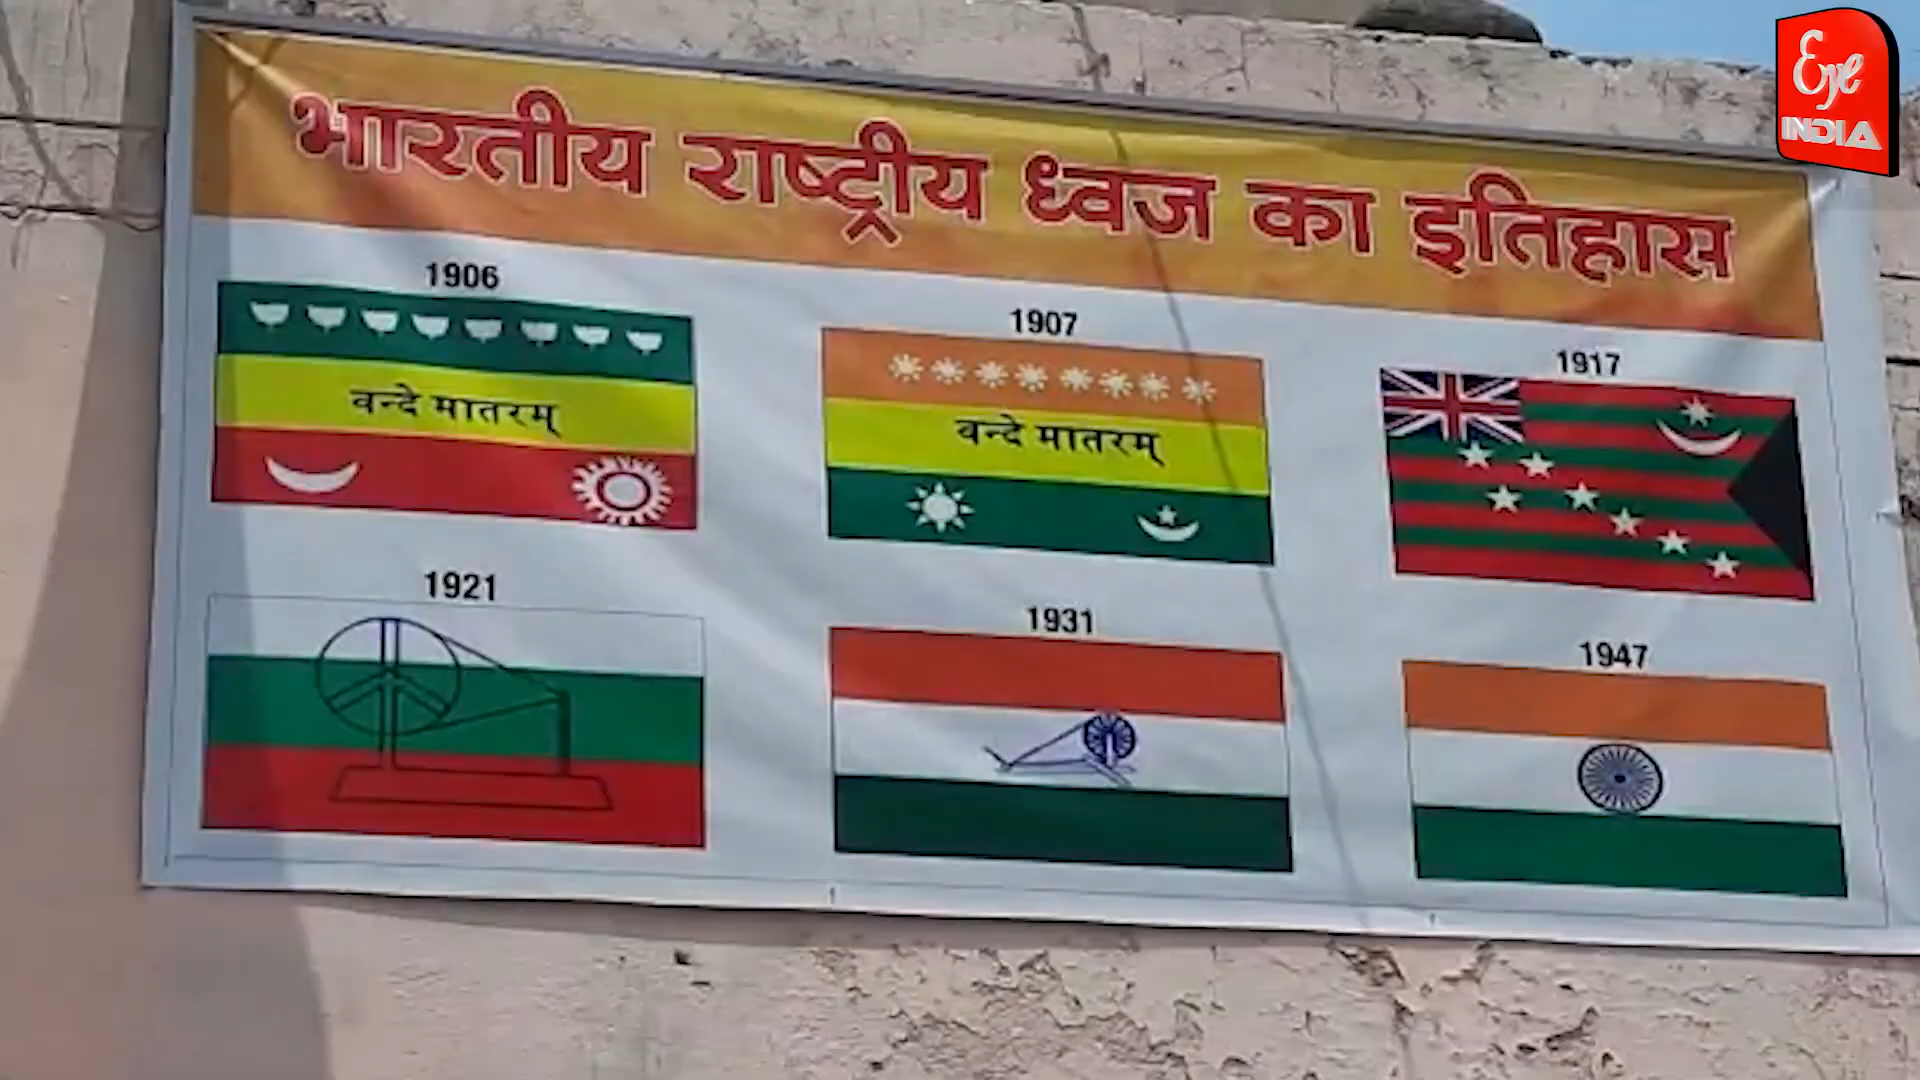 भारतीय राष्ट्रीय ध्वज का इतिहास
1906
1907
1917
वन्दे मातरम्
वन्दे मातरम्
1921
1931
1947
Eye
INDIA